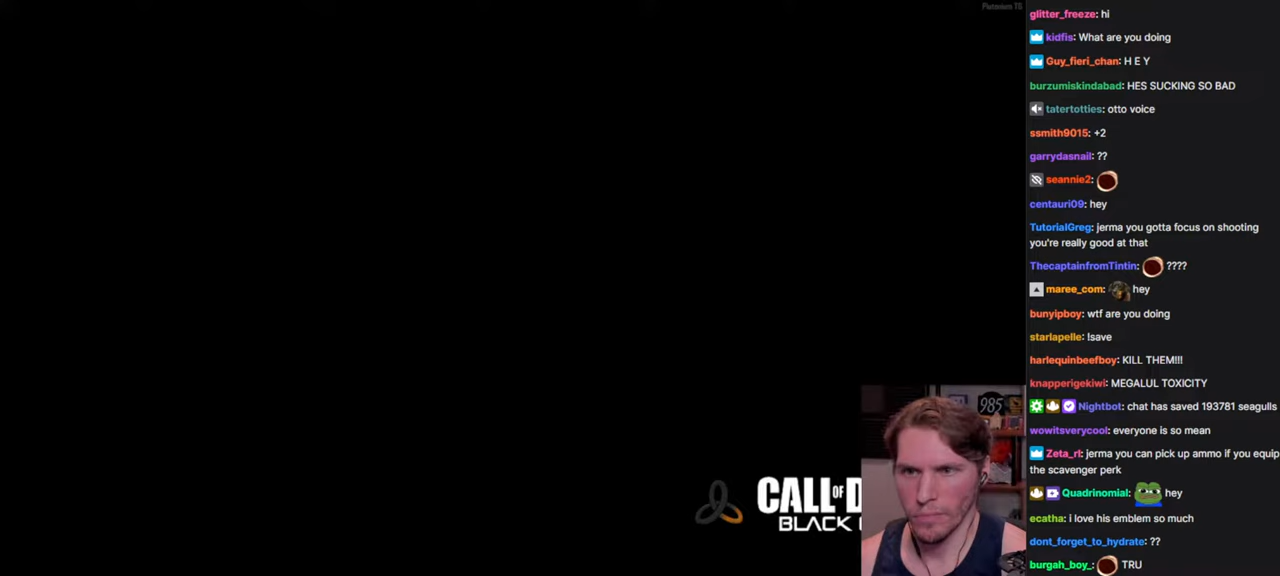 Plutonium T5
glitter_freeze: hi
kidfis: What are you doing
Guy_fieri_chan: H E Y
burzumiskindabad: HES SUCKING SO BAD
tatertotties: otto voice
ssmith9015: +2
garrydasnail: ??
seannie2:
centauri09: hey
TutorialGreg: jerma you gotta focus on shooting
you're really good at that
ThecaptainfromTintin: ????
maree_com: hey
bunyipboy: wtf are you doing
starlapelle: !save
harlequinbeefboy: KILL THEM!!!
knapperigekiwi: MEGALUL TOXICITY
Nightbot: chat has saved 193781 seagulls
wowitsverycool: everyone is so mean
Zeta_rl: jerma you can pick up ammo if you equip
the scavenger perk
Quadrinomial: hey
ecatha: i love his emblem so much
dont_forget_to_hydrate: ??
burgah_boy_: TRU
985
CALL OF D
BLACK